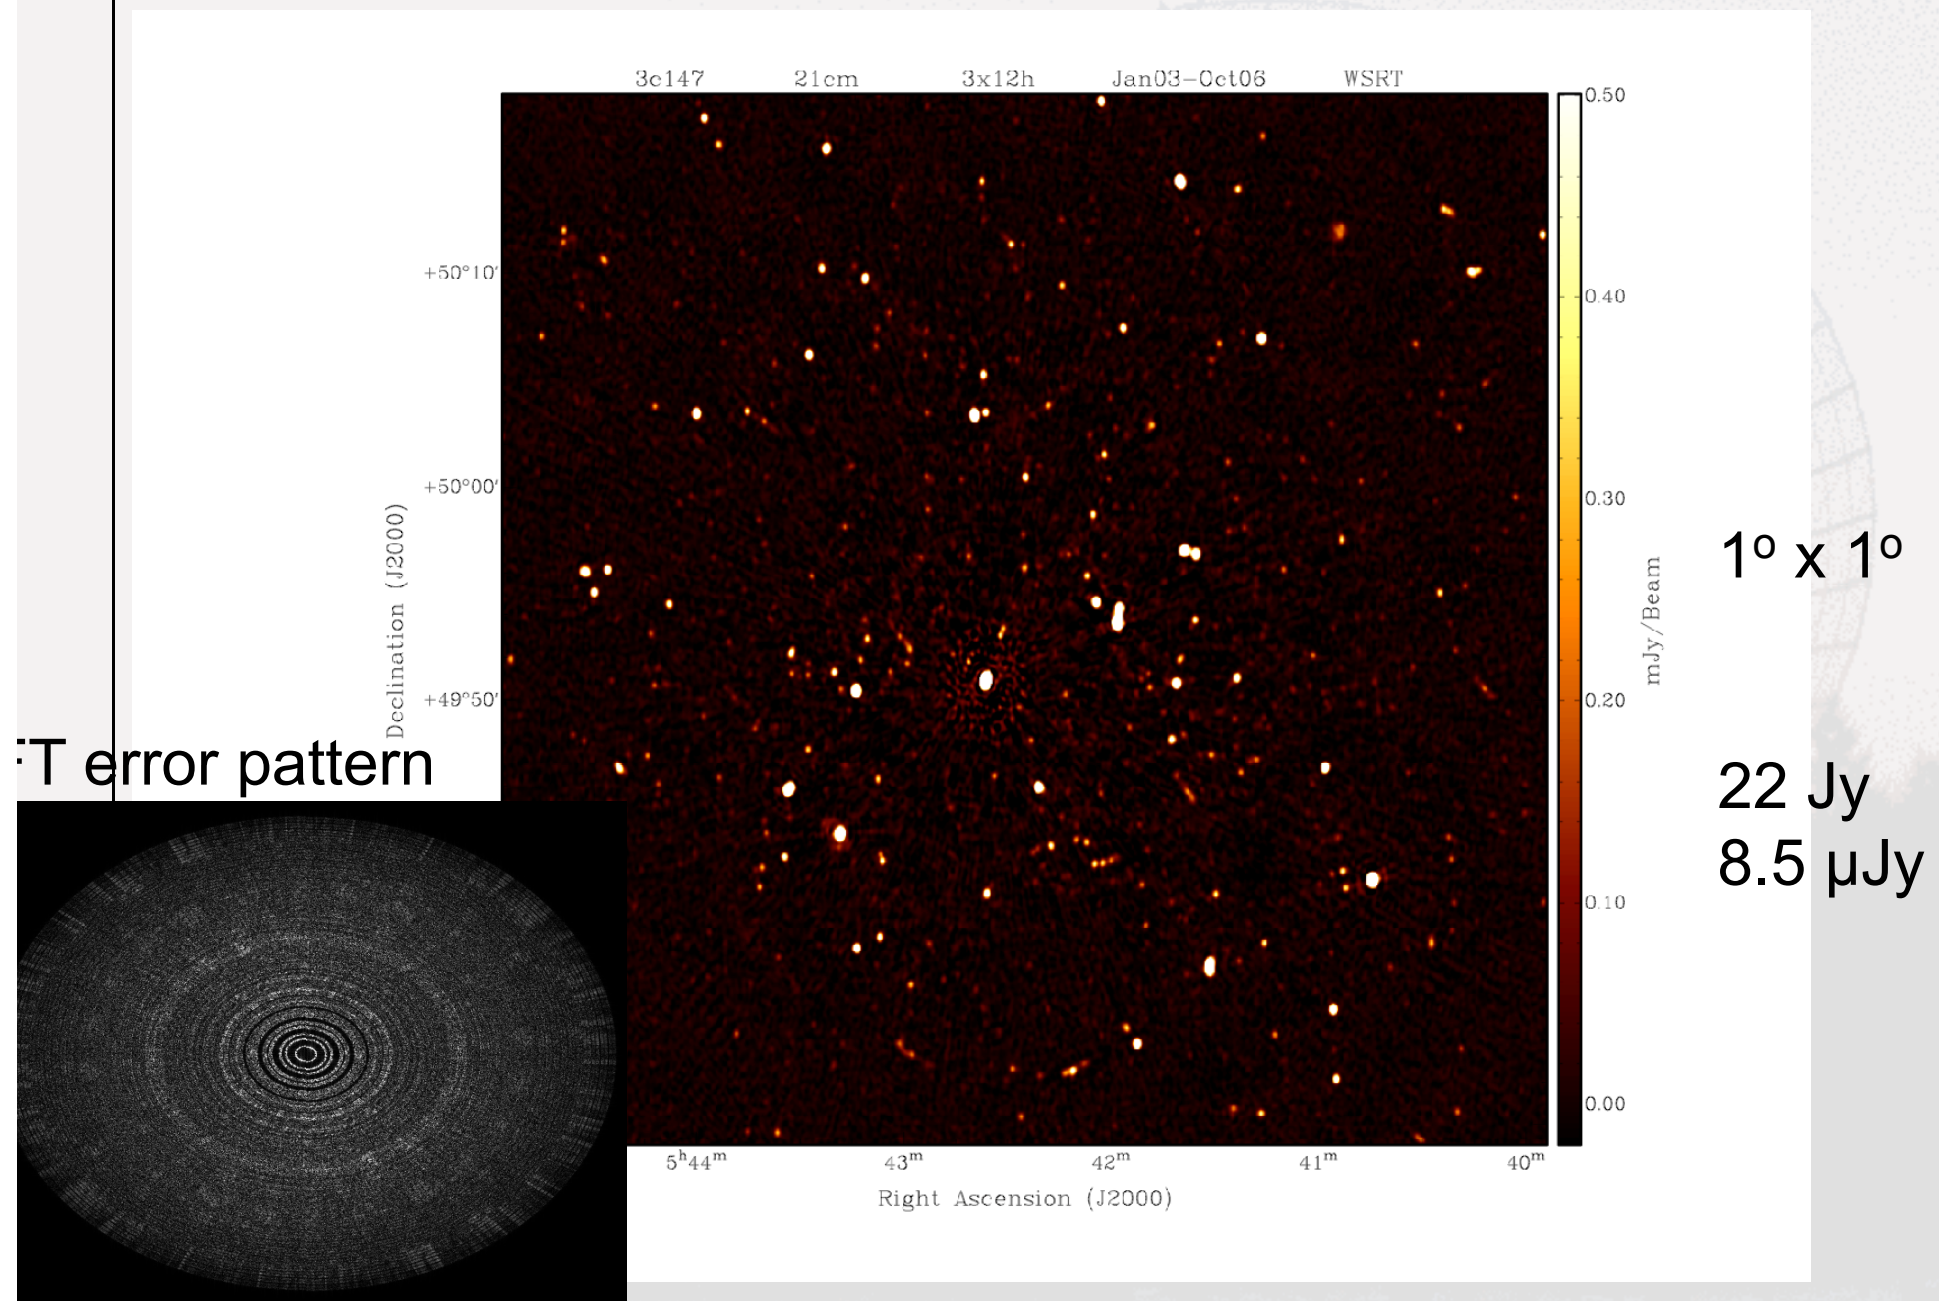 3c147 21cm 3x12h Jan03-Oct06 WSRT
0.50
0.40
0.30
0.20
0.10
0.00
mJy/Beam
+50°10'
+50°00'
+49°50'
Declination (J2000)
5ʰ44ᵐ 43ᵐ 42ᵐ 41ᵐ 40ᵐ
Right Ascension (J2000)
1º x 1º
22 Jy
8.5 µJy
FT error pattern